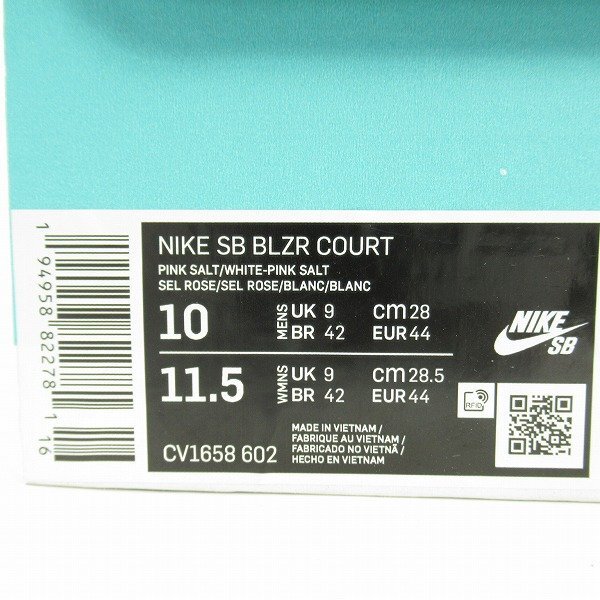 NIKE SB BLZR COURT
PINK SALT/WHITE-PINK SALT
SEL ROSE/SEL ROSE/BLANC/BLANC
10 MENS UK 9 CM 28
BR 42 EUR 44
11.5 WMNS UK 9 CM 28.5
BR 42 EUR 44
CV1658 602
MADE IN VIETNAM/
FABRIQUE AU VIETNAM/
FABRICADO NO VIETNÃ/
HECHO EN VIETNAM
NIKE
SB
RFID
1 94958 82278 1 16